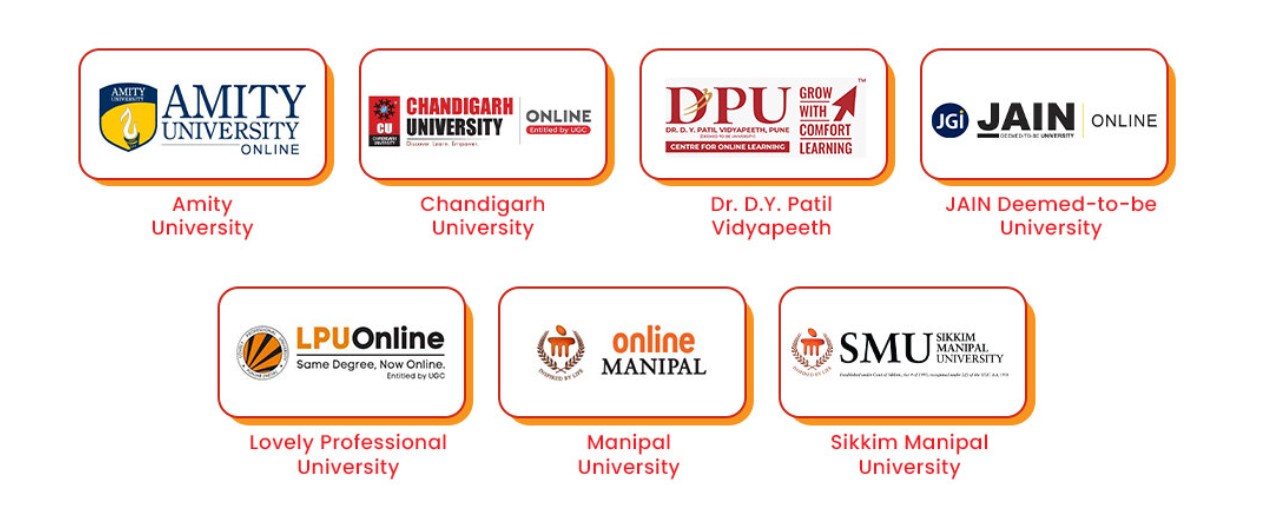 AMITY
UNIVERSITY
AMITY
UNIVERSITY
ONLINE
CU
CHANDIGARH
UNIVERSITY
CHANDIGARH
UNIVERSITY
Discover. Learn. Empower.
ONLINE
Entitled by UGC
DPU
DR. D. Y. PATIL VIDYAPEETH, PUNE
(DEEMED TO BE UNIVERSITY)
CENTRE FOR ONLINE LEARNING
GROW
WITH
COMFORT
LEARNING
TM
JGi
JAIN
DEEMED-TO-BE UNIVERSITY
ONLINE
Amity
University
Chandigarh
University
Dr. D.Y. Patil
Vidyapeeth
JAIN Deemed-to-be
University
LPUOnline
Same Degree, Now Online.
Entitled by UGC
INSPIRED BY LIFE
online
MANIPAL
INSPIRED BY LIFE
SMU
SIKKIM
MANIPAL
UNIVERSITY
Lovely Professional
University
Manipal
University
Sikkim Manipal
University